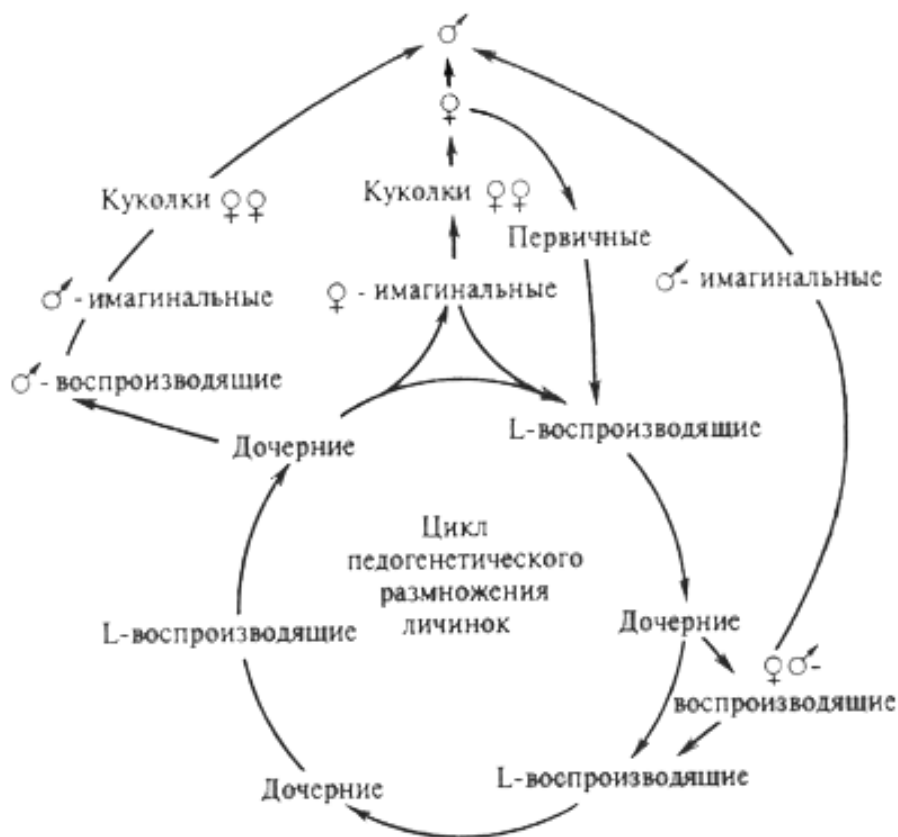 ♂
♀
Куколки ♀♀
Куколки ♀♀
Первичные
♂- имагинальные
♀ - имагинальные
♂- имагинальные
♂- воспроизводящие
L-воспроизводящие
Дочерние
Цикл
педогенетического
размножения
личинок
L-воспроизводящие
Дочерние
♀♂-
воспроизводящие
Дочерние
L-воспроизводящие